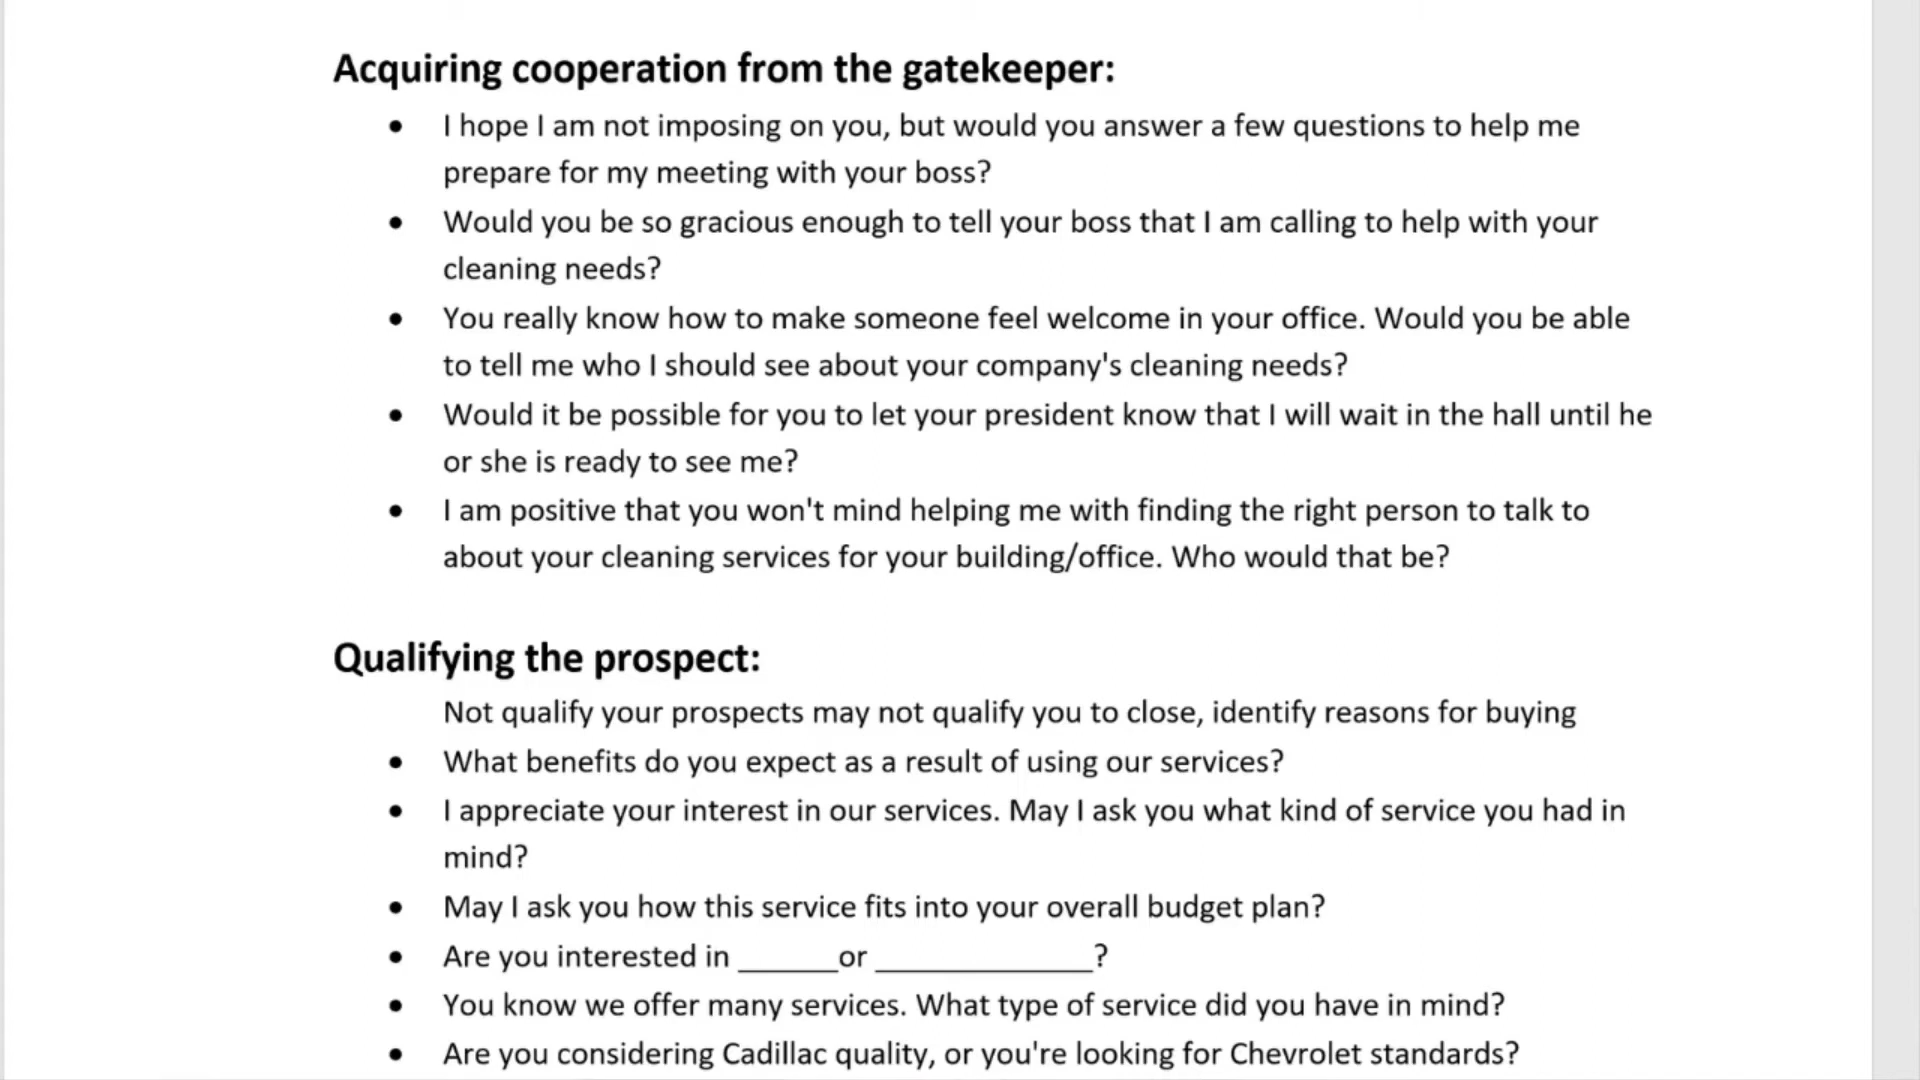 Acquiring cooperation from the gatekeeper:
• I hope I am not imposing on you, but would you answer a few questions to help me
prepare for my meeting with your boss?
• Would you be so gracious enough to tell your boss that I am calling to help with your
cleaning needs?
• You really know how to make someone feel welcome in your office. Would you be able
to tell me who I should see about your company's cleaning needs?
• Would it be possible for you to let your president know that I will wait in the hall until he
or she is ready to see me?
• I am positive that you won't mind helping me with finding the right person to talk to
about your cleaning services for your building/office. Who would that be?
Qualifying the prospect:
Not qualify your prospects may not qualify you to close, identify reasons for buying
• What benefits do you expect as a result of using our services?
• I appreciate your interest in our services. May I ask you what kind of service you had in
mind?
• May I ask you how this service fits into your overall budget plan?
• Are you interested in ______or _____________?
• You know we offer many services. What type of service did you have in mind?
• Are you considering Cadillac quality, or you're looking for Chevrolet standards?